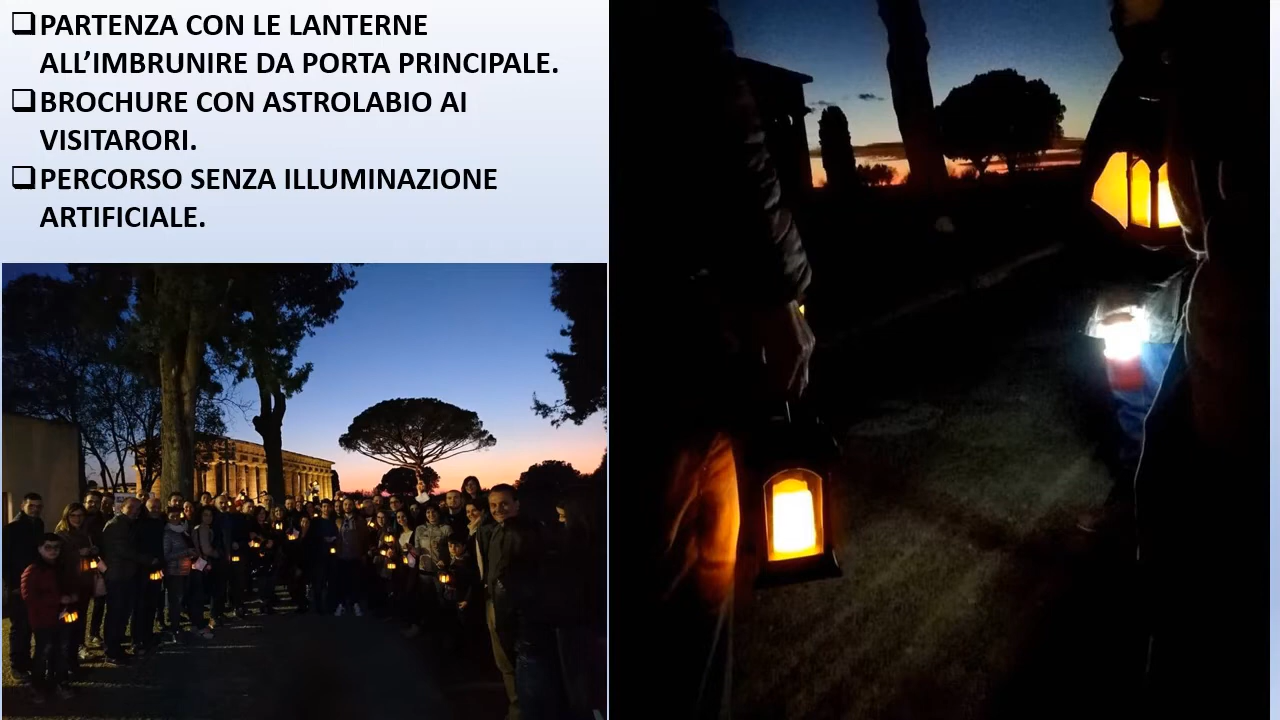 ❑PARTENZA CON LE LANTERNE
ALL’IMBRUNIRE DA PORTA PRINCIPALE.
❑BROCHURE CON ASTROLABIO AI
VISITARORI.
❑PERCORSO SENZA ILLUMINAZIONE
ARTIFICIALE.